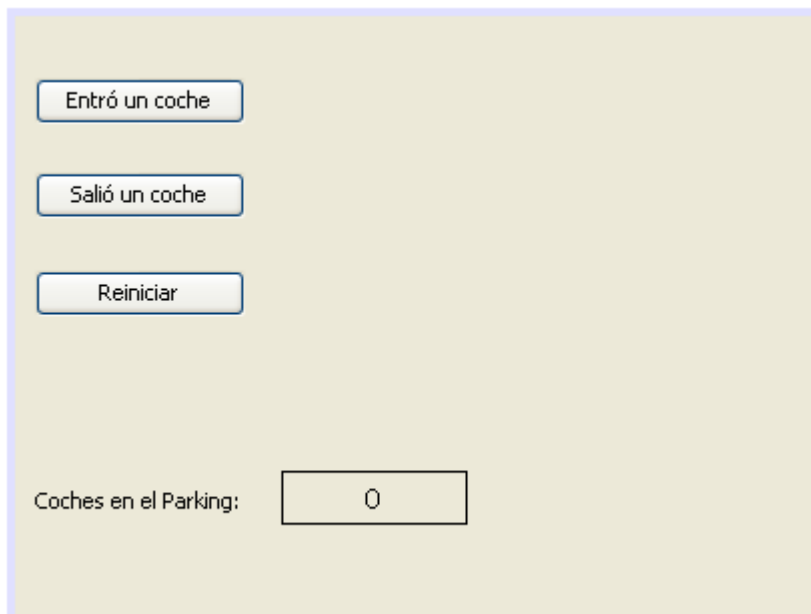 Entró un coche
Salió un coche
Reiniciar
Coches en el Parking:
0